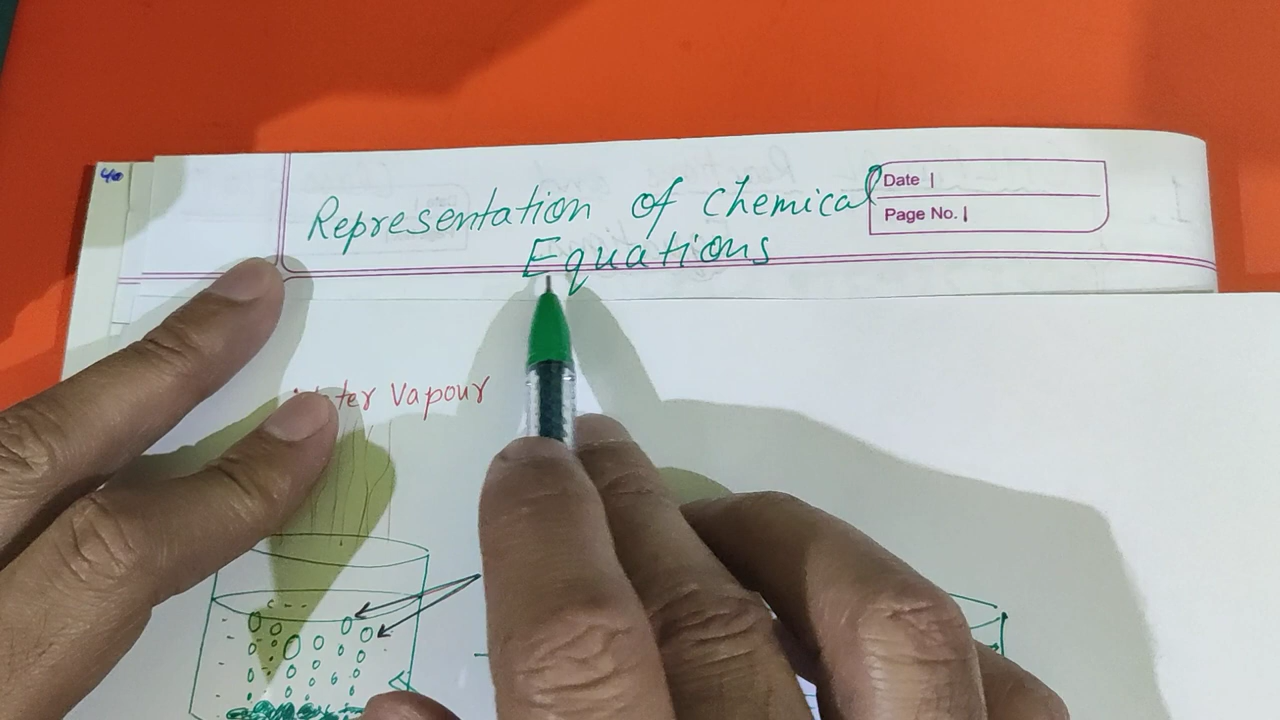 40
Representation of Chemical
Equations
Date
Page No.
Vapour